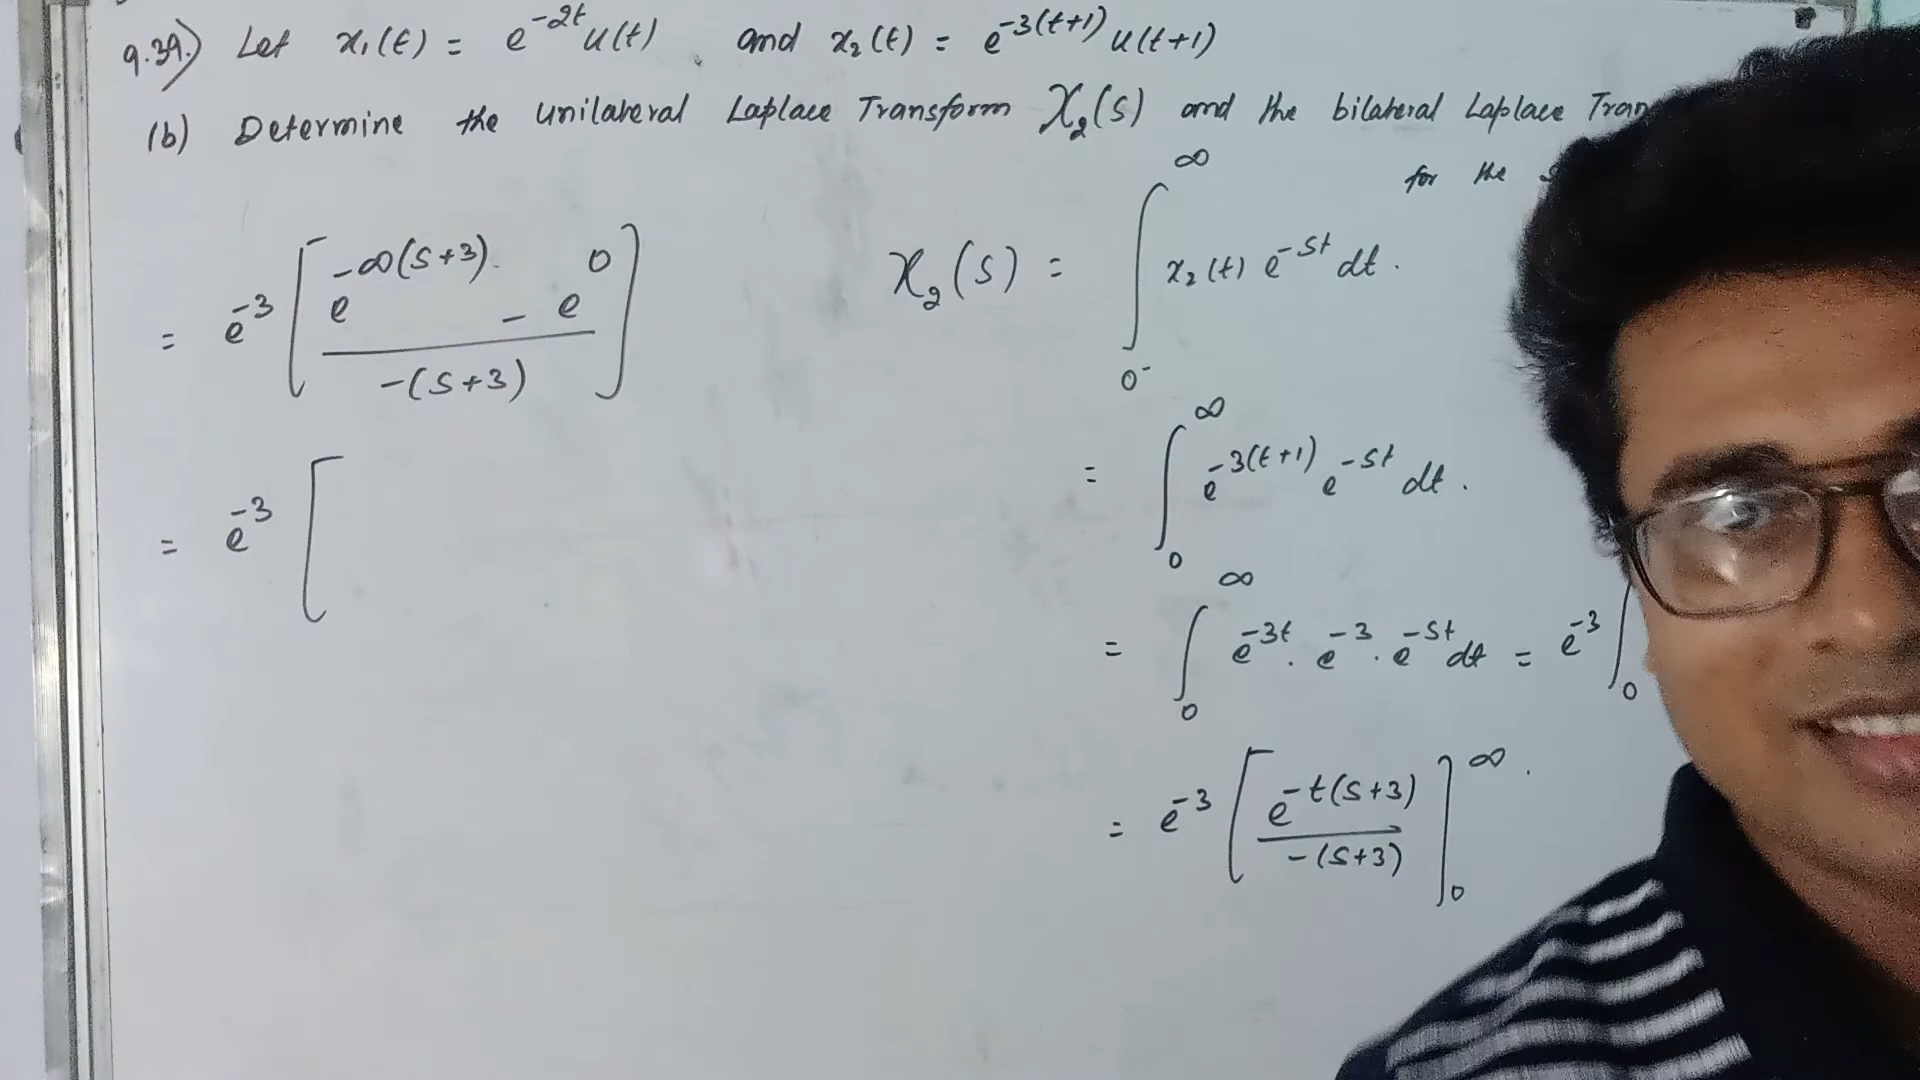 9.39.) Let x₁(t) = e^{-2t} u(t) and x₂(t) = e^{-3(t+1)} u(t+1)
(b) Determine the unilateral Laplace Transform 𝒳₂(s) and the bilateral Laplace
for the
𝒳₂(s) = ∫_{0⁻}^{∞} x₂(t) e^{-st} dt.
= ∫_{0}^{∞} e^{-3(t+1)} e^{-st} dt.
= ∫_{0}^{∞} e^{-3t} . e^{-3} . e^{-st} dt = e^{-3} ∫_{0}
= e^{-3} [ e^{-t(s+3)} / -(s+3) ]_{0}^{∞} .
= e^{-3} [ (e^{-∞(s+3)} - e^{0}) / -(s+3) ]
= e^{-3} [